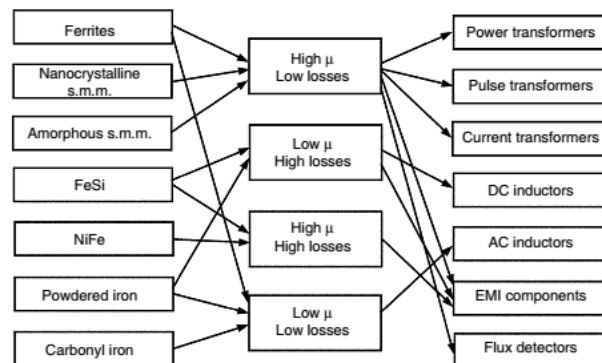 Ferrites
Nanocrystalline
s.m.m.
Amorphous s.m.m.
FeSi
NiFe
Powdered iron
Carbonyl iron
High μ
Low losses
Low μ
High losses
High μ
High losses
Low μ
Low losses
Power transformers
Pulse transformers
Current transformers
DC inductors
AC inductors
EMI components
Flux detectors